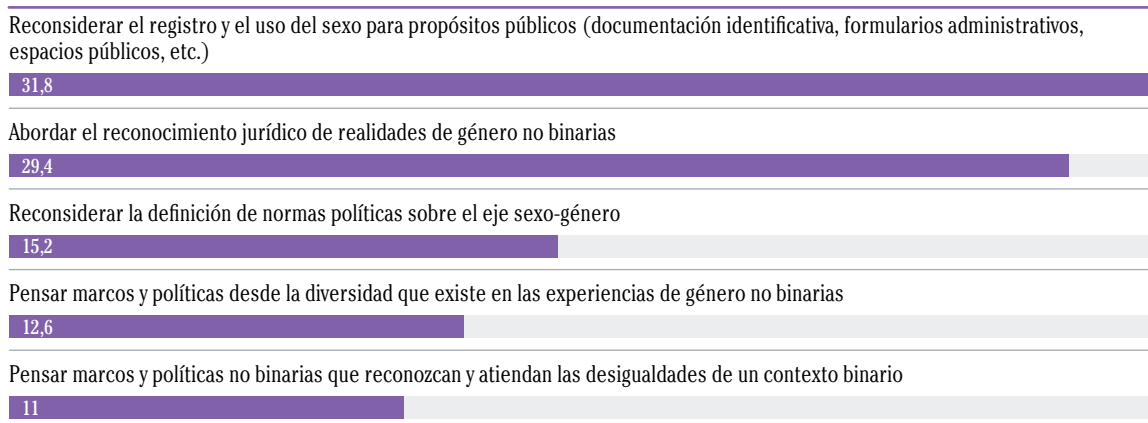 Reconsiderar el registro y el uso del sexo para propósitos públicos (documentación identificativa, formularios administrativos,
espacios públicos, etc.)
31,8
Abordar el reconocimiento jurídico de realidades de género no binarias
29,4
Reconsiderar la definición de normas políticas sobre el eje sexo-género
15,2
Pensar marcos y políticas desde la diversidad que existe en las experiencias de género no binarias
12,6
Pensar marcos y políticas no binarias que reconozcan y atiendan las desigualdades de un contexto binario
11